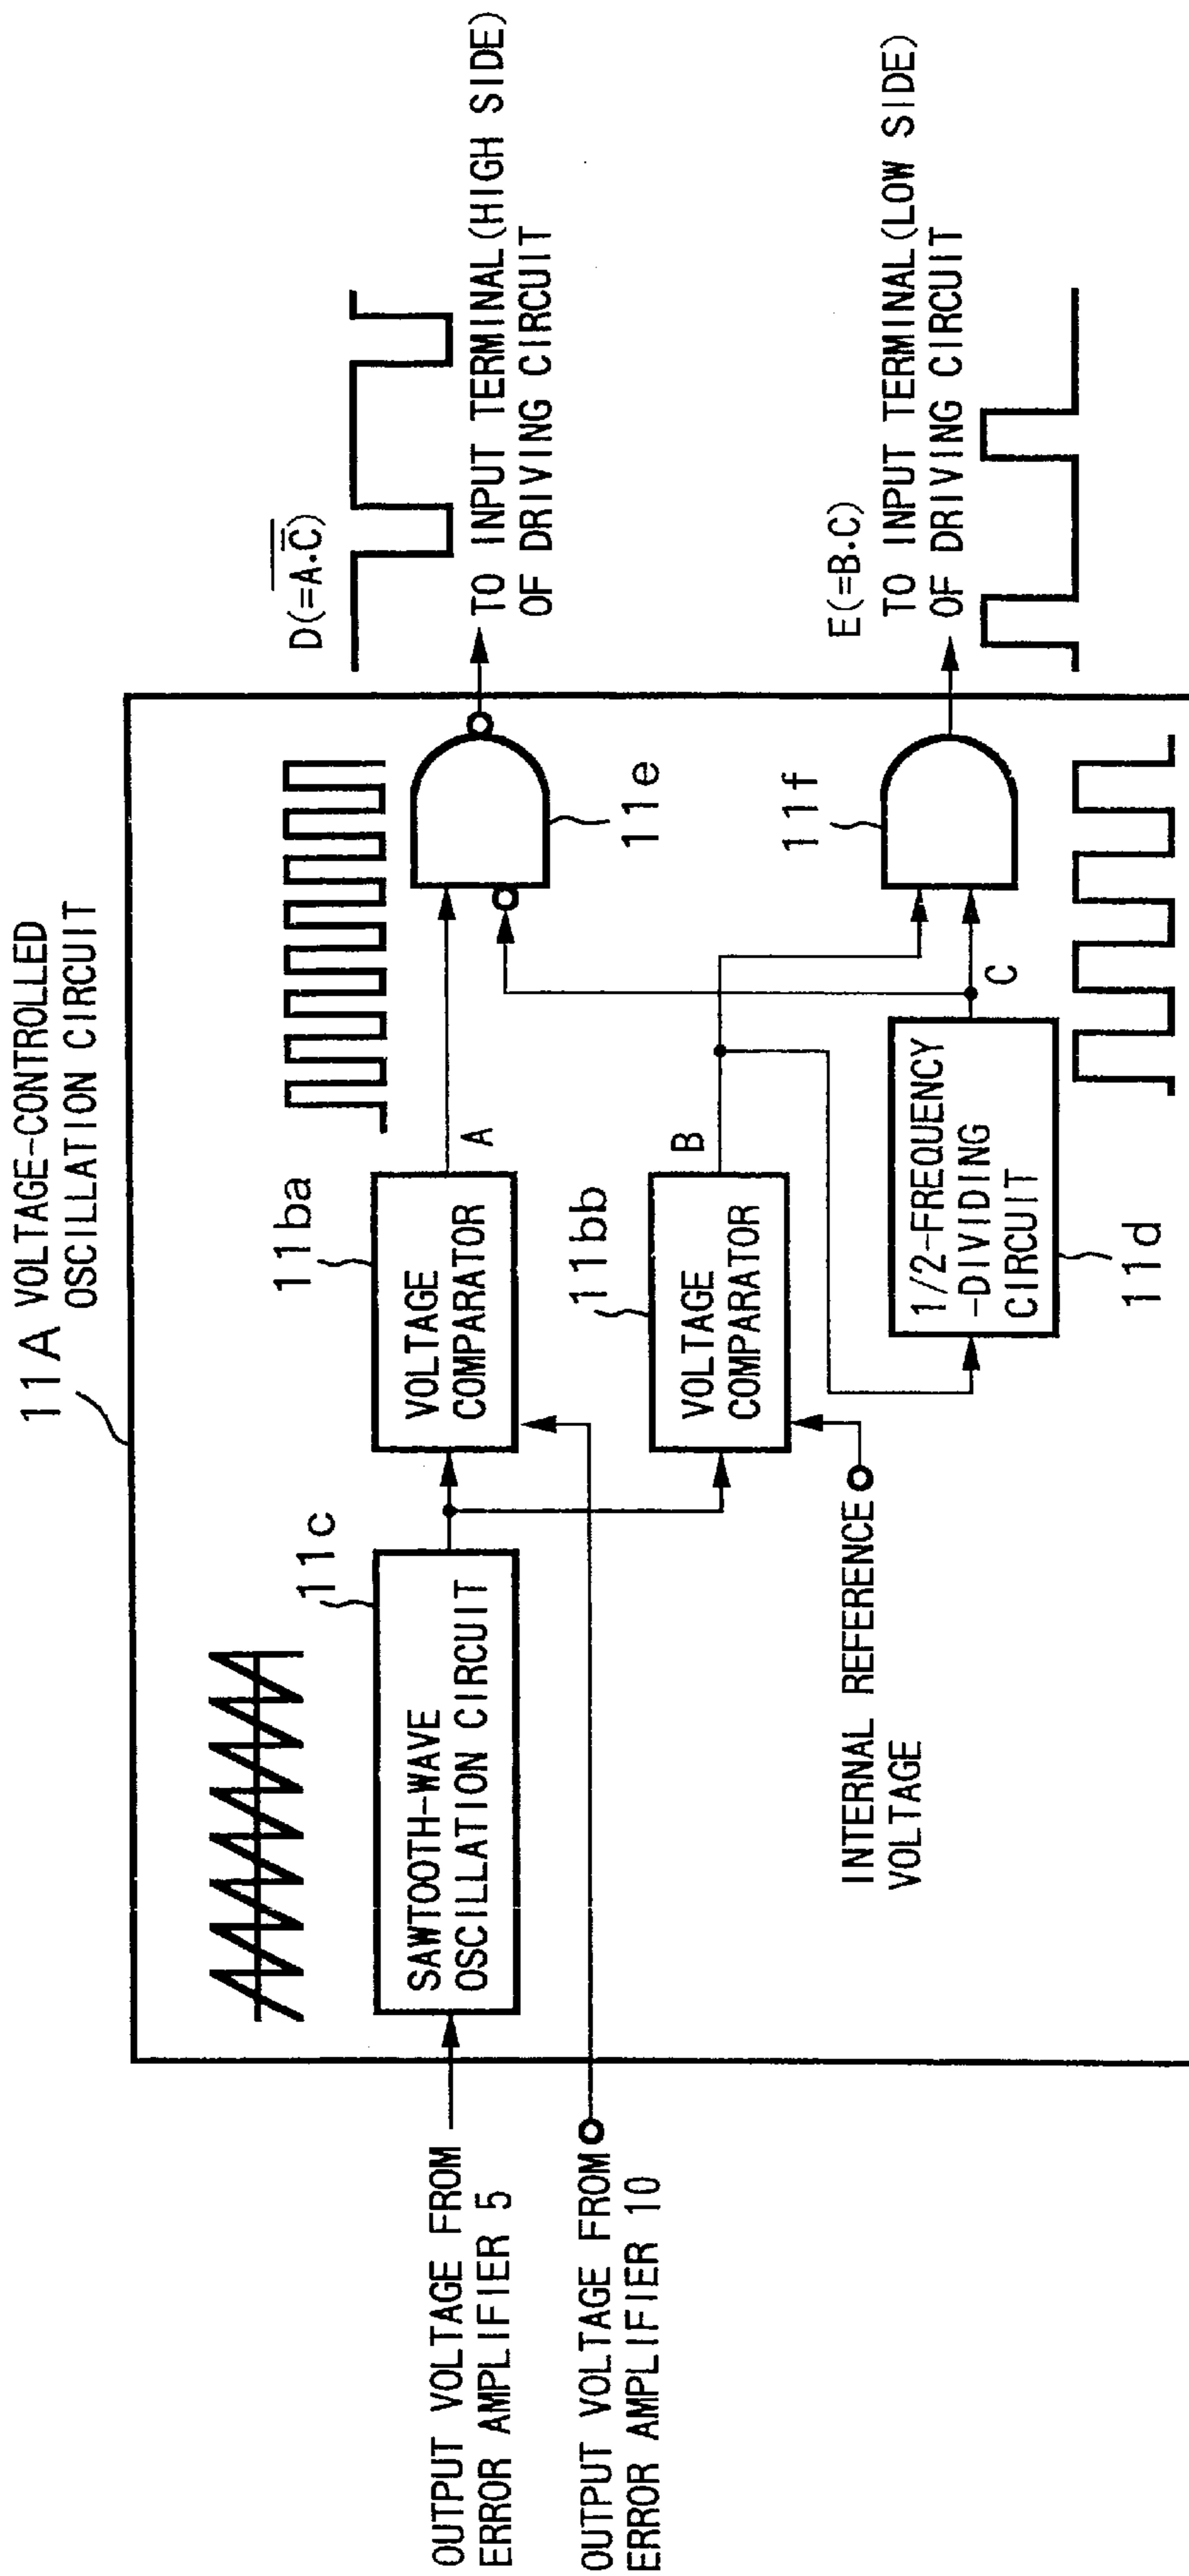 11A VOLTAGE-CONTROLLED
OSCILLATION CIRCUIT
OUTPUT VOLTAGE FROM
ERROR AMPLIFIER 5
OUTPUT VOLTAGE FROM
ERROR AMPLIFIER 10
11c
SAWTOOTH-WAVE
OSCILLATION CIRCUIT
INTERNAL REFERENCE
VOLTAGE
11ba
VOLTAGE
COMPARATOR
A
11bb
VOLTAGE
COMPARATOR
B
1/2-FREQUENCY
-DIVIDING
CIRCUIT
11d
C
11e
11f
D(=A·C̅)̅
TO INPUT TERMINAL(HIGH SIDE)
OF DRIVING CIRCUIT
E(=B·C)
TO INPUT TERMINAL(LOW SIDE)
OF DRIVING CIRCUIT